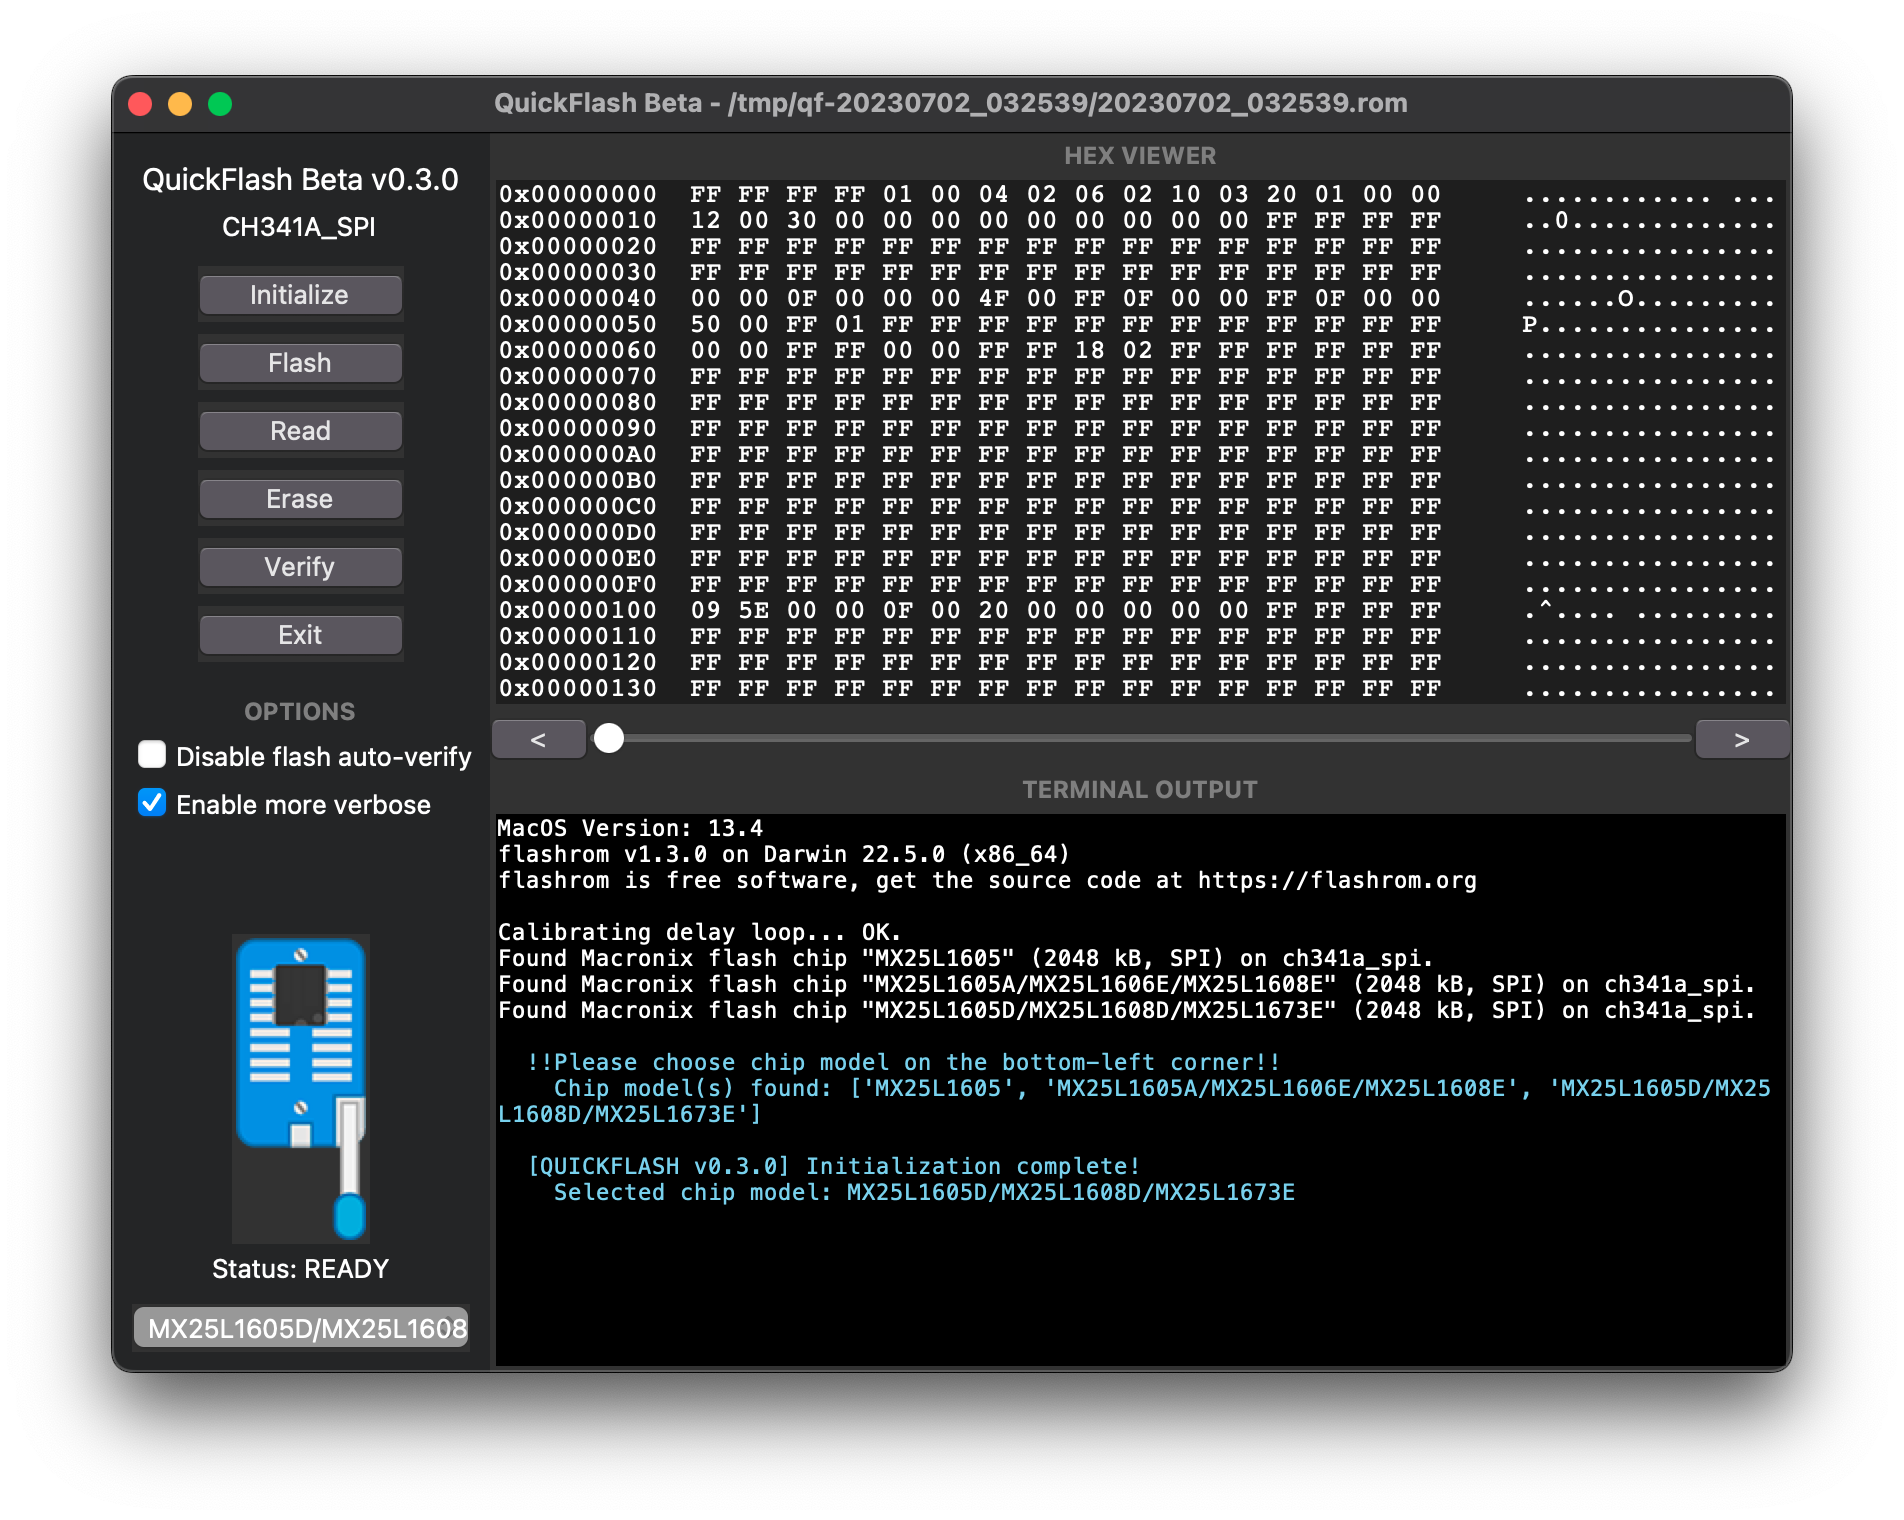 QuickFlash Beta - /tmp/qf-20230702_032539/20230702_032539.rom
QuickFlash Beta v0.3.0
CH341A_SPI
Initialize
Flash
Read
Erase
Verify
Exit
OPTIONS
Disable flash auto-verify
Enable more verbose
Status: READY
MX25L1605D/MX25L1608
HEX VIEWER
0x00000000  FF FF FF FF 01 00 04 02 06 02 10 03 20 01 00 00  ............ ...
0x00000010  12 00 30 00 00 00 00 00 00 00 00 00 FF FF FF FF  ..0.............
0x00000020  FF FF FF FF FF FF FF FF FF FF FF FF FF FF FF FF  ................
0x00000030  FF FF FF FF FF FF FF FF FF FF FF FF FF FF FF FF  ................
0x00000040  00 00 0F 00 00 00 4F 00 FF 0F 00 00 FF 0F 00 00  ......O.........
0x00000050  50 00 FF 01 FF FF FF FF FF FF FF FF FF FF FF FF  P...............
0x00000060  00 00 FF FF 00 00 FF FF 18 02 FF FF FF FF FF FF  ................
0x00000070  FF FF FF FF FF FF FF FF FF FF FF FF FF FF FF FF  ................
0x00000080  FF FF FF FF FF FF FF FF FF FF FF FF FF FF FF FF  ................
0x00000090  FF FF FF FF FF FF FF FF FF FF FF FF FF FF FF FF  ................
0x000000A0  FF FF FF FF FF FF FF FF FF FF FF FF FF FF FF FF  ................
0x000000B0  FF FF FF FF FF FF FF FF FF FF FF FF FF FF FF FF  ................
0x000000C0  FF FF FF FF FF FF FF FF FF FF FF FF FF FF FF FF  ................
0x000000D0  FF FF FF FF FF FF FF FF FF FF FF FF FF FF FF FF  ................
0x000000E0  FF FF FF FF FF FF FF FF FF FF FF FF FF FF FF FF  ................
0x000000F0  FF FF FF FF FF FF FF FF FF FF FF FF FF FF FF FF  ................
0x00000100  09 5E 00 00 0F 00 20 00 00 00 00 00 FF FF FF FF  .^.... .........
0x00000110  FF FF FF FF FF FF FF FF FF FF FF FF FF FF FF FF  ................
0x00000120  FF FF FF FF FF FF FF FF FF FF FF FF FF FF FF FF  ................
0x00000130  FF FF FF FF FF FF FF FF FF FF FF FF FF FF FF FF  ................
< >
TERMINAL OUTPUT
MacOS Version: 13.4
flashrom v1.3.0 on Darwin 22.5.0 (x86_64)
flashrom is free software, get the source code at https://flashrom.org
Calibrating delay loop... OK.
Found Macronix flash chip "MX25L1605" (2048 kB, SPI) on ch341a_spi.
Found Macronix flash chip "MX25L1605A/MX25L1606E/MX25L1608E" (2048 kB, SPI) on ch341a_spi.
Found Macronix flash chip "MX25L1605D/MX25L1608D/MX25L1673E" (2048 kB, SPI) on ch341a_spi.
!!Please choose chip model on the bottom-left corner!!
Chip model(s) found: ['MX25L1605', 'MX25L1605A/MX25L1606E/MX25L1608E', 'MX25L1605D/MX25
L1608D/MX25L1673E']
[QUICKFLASH v0.3.0] Initialization complete!
Selected chip model: MX25L1605D/MX25L1608D/MX25L1673E